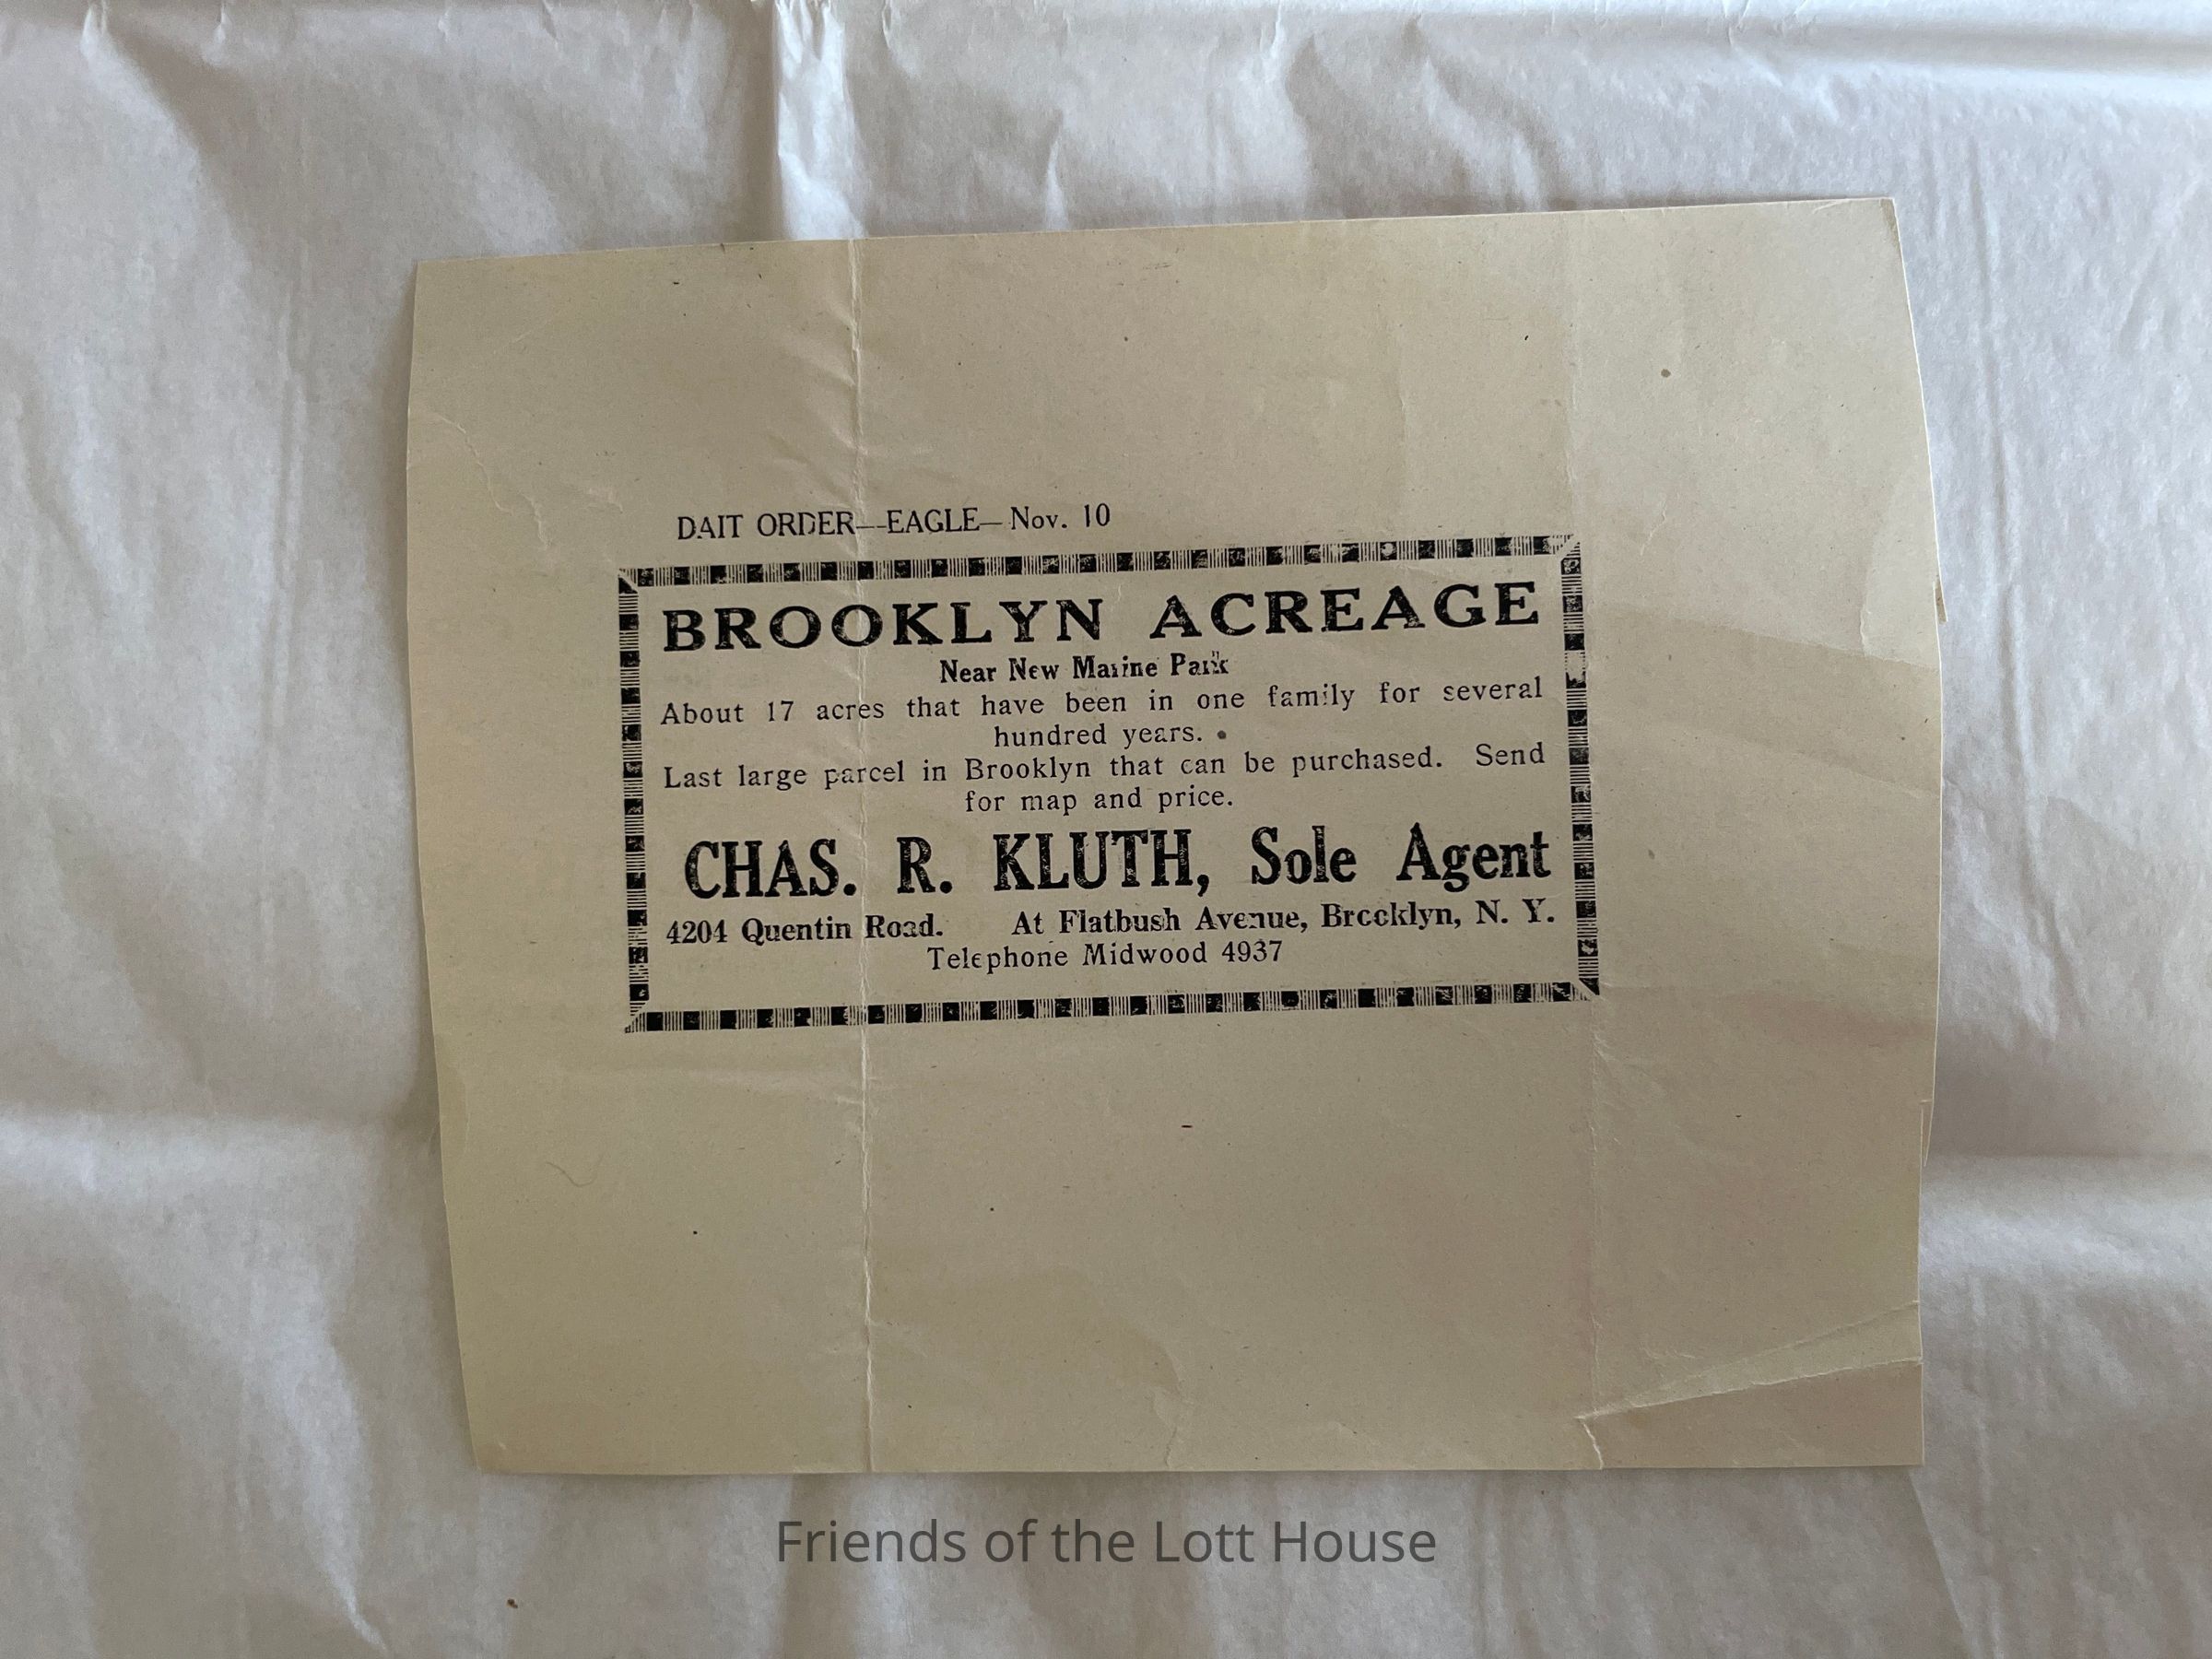 DAIT ORDER—EAGLE—Nov. 10
BROOKLYN ACREAGE
Near New Marine Park
About 17 acres that have been in one family for several
hundred years.
Last large parcel in Brooklyn that can be purchased. Send
for map and price.
CHAS. R. KLUTH, Sole Agent
4204 Quentin Road. At Flatbush Avenue, Brooklyn, N. Y.
Telephone Midwood 4937
Friends of the Lott House